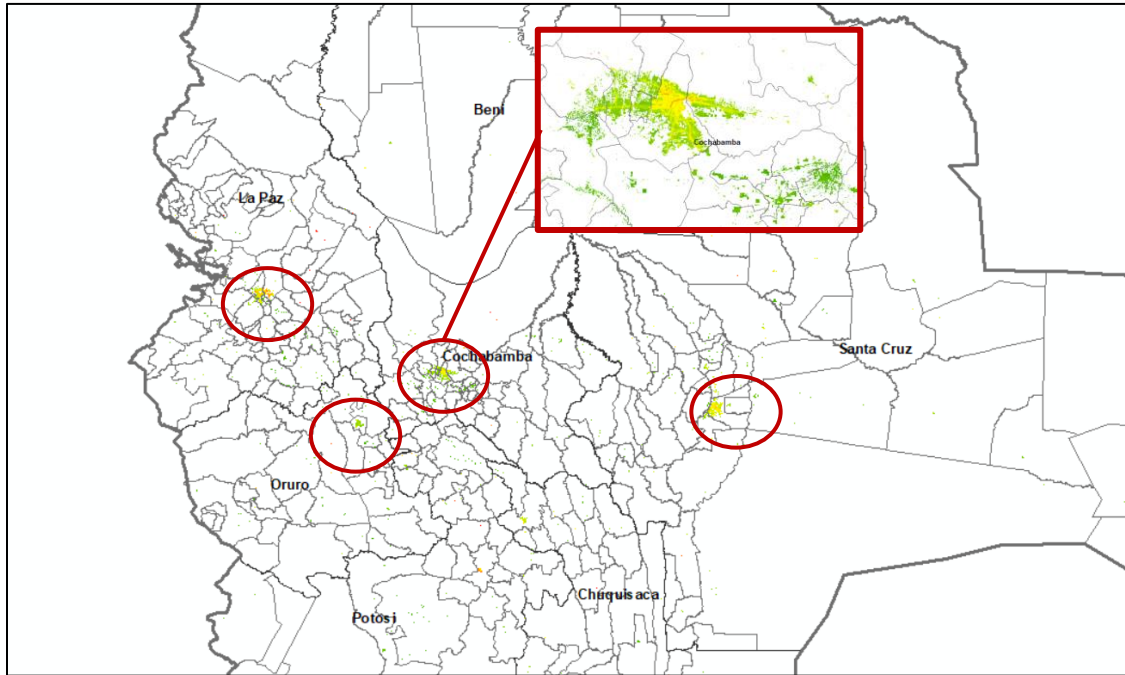 Beni
Cochabamba
La Paz
Cochabamba
Santa Cruz
Oruro
Chuquisaca
Potosi